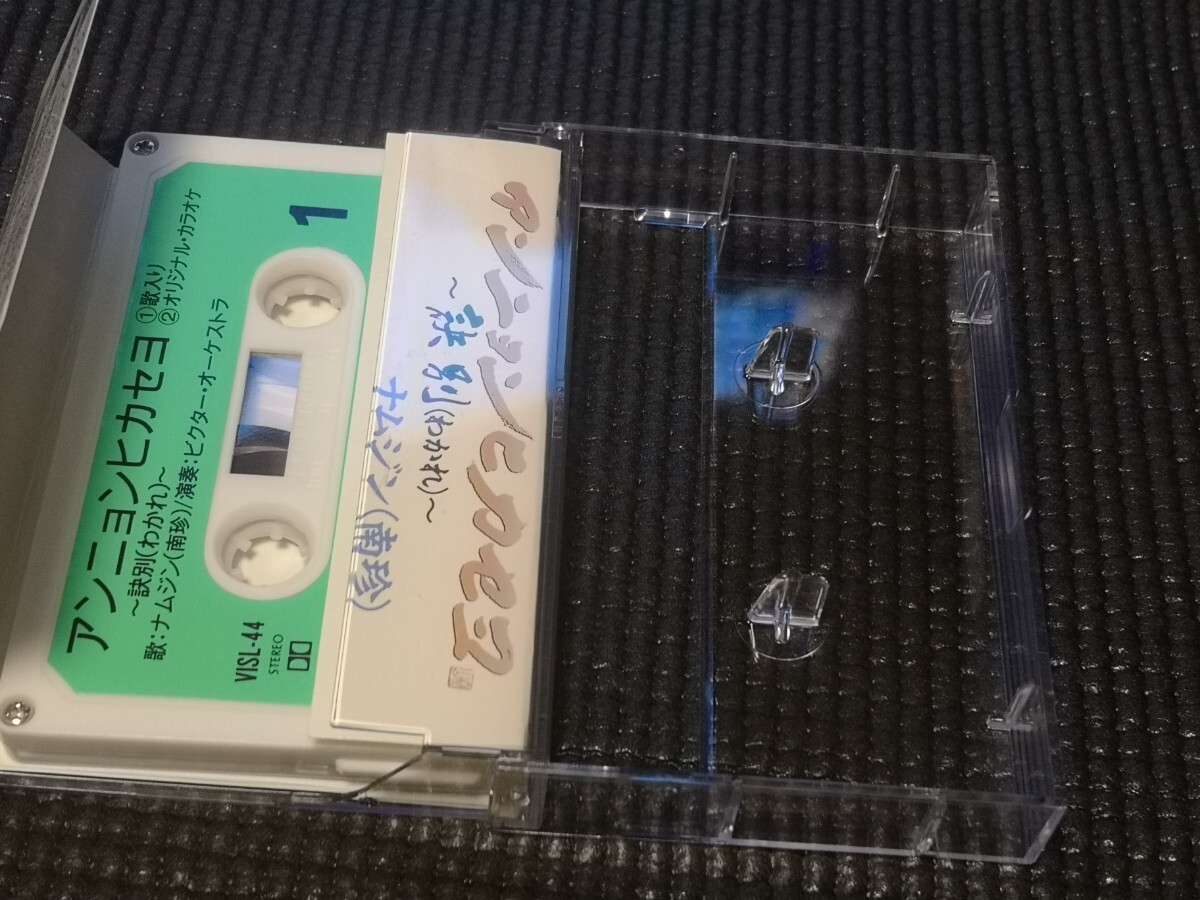 アンニョンヒカセヨ
~訣別(わかれ)~
①歌入り
②オリジナル・カラオケ
歌:ナムジン(南珍)/演奏:ビクター・オーケストラ
1
VISL-44
STEREO
アンニョンヒカセヨ
~訣別(わかれ)~
ナムジン(南珍)